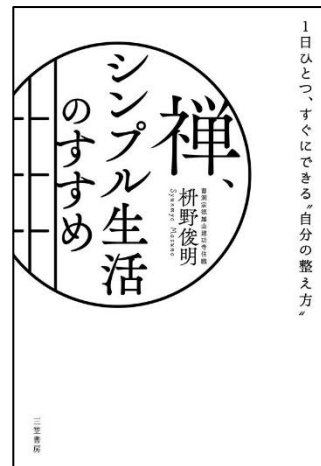 1日ひとつ、すぐにできる“自分の整え方”
禅、
シンプル生活
のすすめ
曹洞宗徳雄山建功寺住職
枡野俊明
Syunmyo Masuno
三笠書房